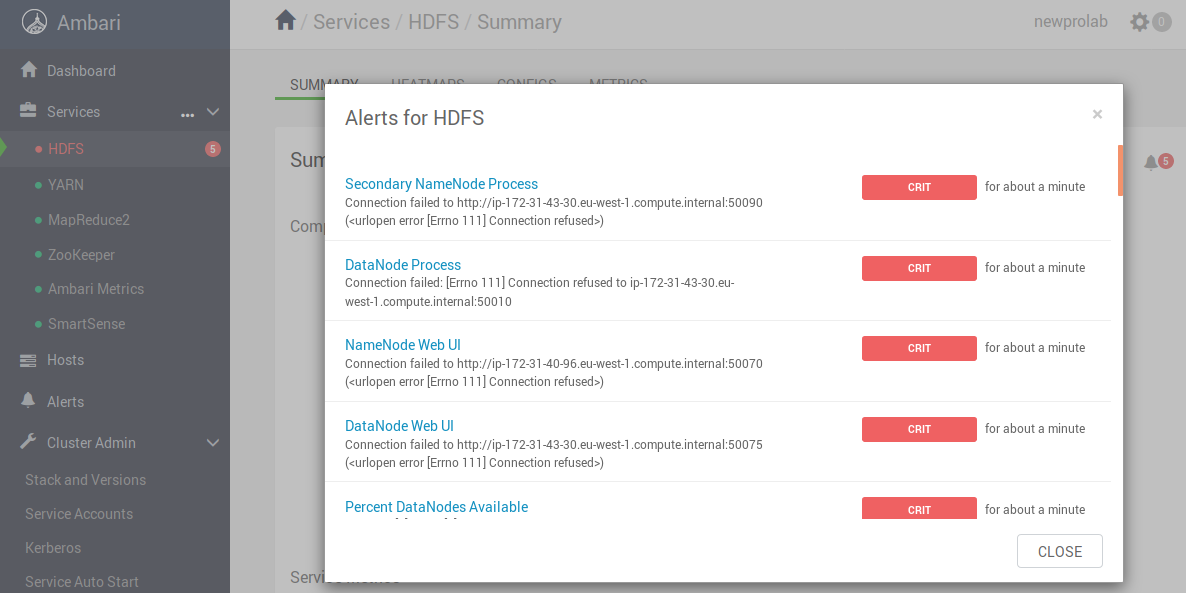 Ambari
/ Services / HDFS / Summary
newprolab
0
Dashboard
Services
HDFS
5
YARN
MapReduce2
ZooKeeper
Ambari Metrics
SmartSense
Hosts
Alerts
Cluster Admin
Stack and Versions
Service Accounts
Kerberos
Service Auto Start
SUMMARY HEATMAPS CONFIGS METRICS
5
Alerts for HDFS
×
Secondary NameNode Process
Connection failed to http://ip-172-31-43-30.eu-west-1.compute.internal:50090
(<urlopen error [Errno 111] Connection refused>)
CRIT
for about a minute
DataNode Process
Connection failed: [Errno 111] Connection refused to ip-172-31-43-30.eu-
west-1.compute.internal:50010
CRIT
for about a minute
NameNode Web UI
Connection failed to http://ip-172-31-40-96.eu-west-1.compute.internal:50070
(<urlopen error [Errno 111] Connection refused>)
CRIT
for about a minute
DataNode Web UI
Connection failed to http://ip-172-31-43-30.eu-west-1.compute.internal:50075
(<urlopen error [Errno 111] Connection refused>)
CRIT
for about a minute
Percent DataNodes Available
CRIT
for about a minute
CLOSE